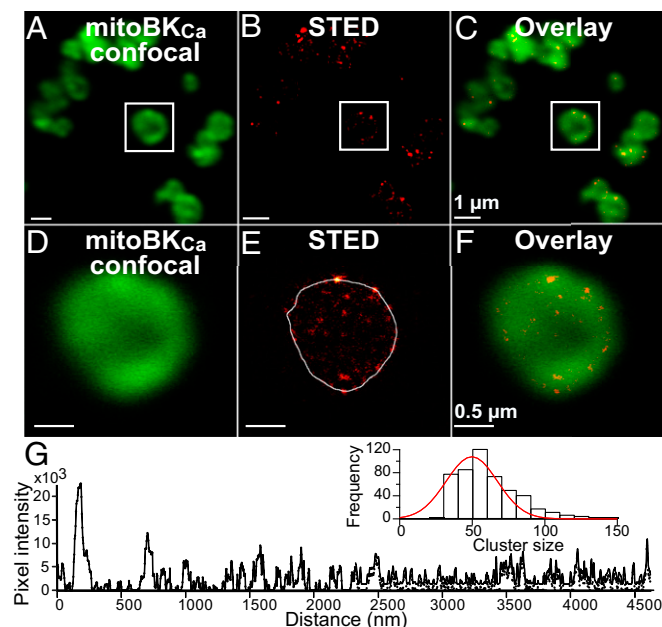 A mitoBKCa confocal
B STED
C Overlay
1 µm
D mitoBKCa confocal
E STED
F Overlay
0.5 µm
G
x10³
20
15
10
5
0
Pixel intensity
0 500 1000 1500 2000 2500 3000 3500 4000 4500
Distance (nm)
120
80
40
0
Frequency
0 50 100 150
Cluster size